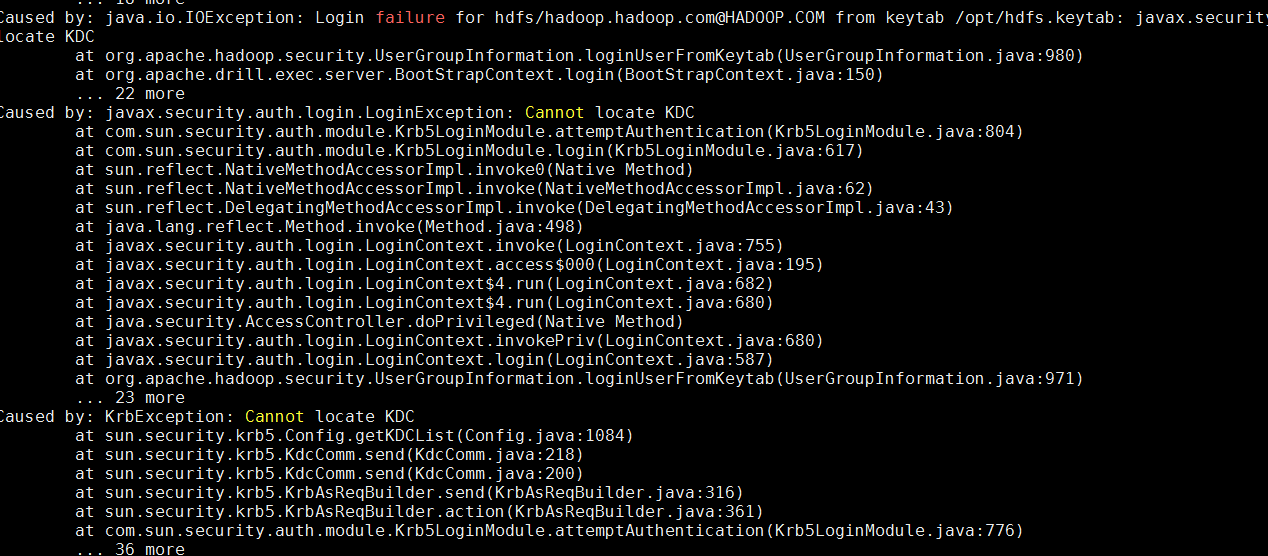 ... 18 more
Caused by: java.io.IOException: Login failure for hdfs/hadoop.hadoop.com@HADOOP.COM from keytab /opt/hdfs.keytab: javax.security
locate KDC
at org.apache.hadoop.security.UserGroupInformation.loginUserFromKeytab(UserGroupInformation.java:980)
at org.apache.drill.exec.server.BootStrapContext.login(BootStrapContext.java:150)
... 22 more
Caused by: javax.security.auth.login.LoginException: Cannot locate KDC
at com.sun.security.auth.module.Krb5LoginModule.attemptAuthentication(Krb5LoginModule.java:804)
at com.sun.security.auth.module.Krb5LoginModule.login(Krb5LoginModule.java:617)
at sun.reflect.NativeMethodAccessorImpl.invoke0(Native Method)
at sun.reflect.NativeMethodAccessorImpl.invoke(NativeMethodAccessorImpl.java:62)
at sun.reflect.DelegatingMethodAccessorImpl.invoke(DelegatingMethodAccessorImpl.java:43)
at java.lang.reflect.Method.invoke(Method.java:498)
at javax.security.auth.login.LoginContext.invoke(LoginContext.java:755)
at javax.security.auth.login.LoginContext.access$000(LoginContext.java:195)
at javax.security.auth.login.LoginContext$4.run(LoginContext.java:682)
at javax.security.auth.login.LoginContext$4.run(LoginContext.java:680)
at java.security.AccessController.doPrivileged(Native Method)
at javax.security.auth.login.LoginContext.invokePriv(LoginContext.java:680)
at javax.security.auth.login.LoginContext.login(LoginContext.java:587)
at org.apache.hadoop.security.UserGroupInformation.loginUserFromKeytab(UserGroupInformation.java:971)
... 23 more
Caused by: KrbException: Cannot locate KDC
at sun.security.krb5.Config.getKDCList(Config.java:1084)
at sun.security.krb5.KdcComm.send(KdcComm.java:218)
at sun.security.krb5.KdcComm.send(KdcComm.java:200)
at sun.security.krb5.KrbAsReqBuilder.send(KrbAsReqBuilder.java:316)
at sun.security.krb5.KrbAsReqBuilder.action(KrbAsReqBuilder.java:361)
at com.sun.security.auth.module.Krb5LoginModule.attemptAuthentication(Krb5LoginModule.java:776)
... 36 more